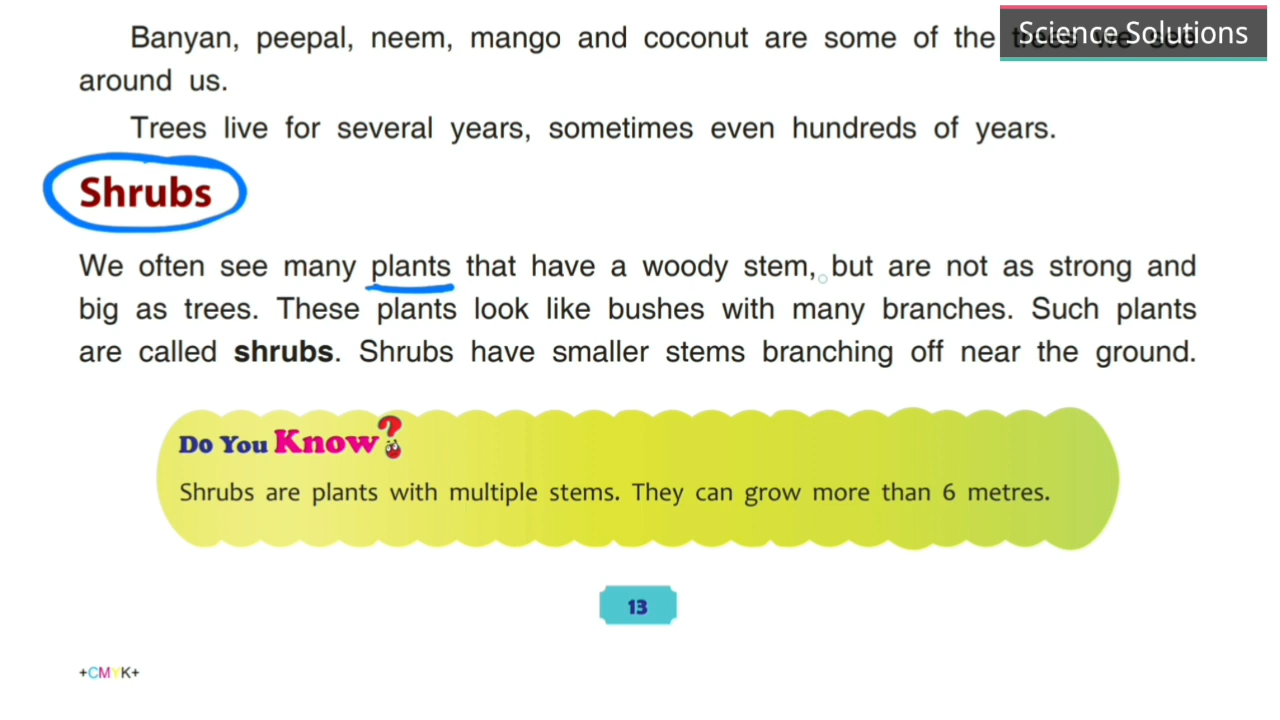 Science Solutions
Banyan, peepal, neem, mango and coconut are some of the trees we see
around us.
Trees live for several years, sometimes even hundreds of years.
Shrubs
We often see many plants that have a woody stem, but are not as strong and
big as trees. These plants look like bushes with many branches. Such plants
are called shrubs. Shrubs have smaller stems branching off near the ground.
Do You Know?
Shrubs are plants with multiple stems. They can grow more than 6 metres.
13
+CMYK+